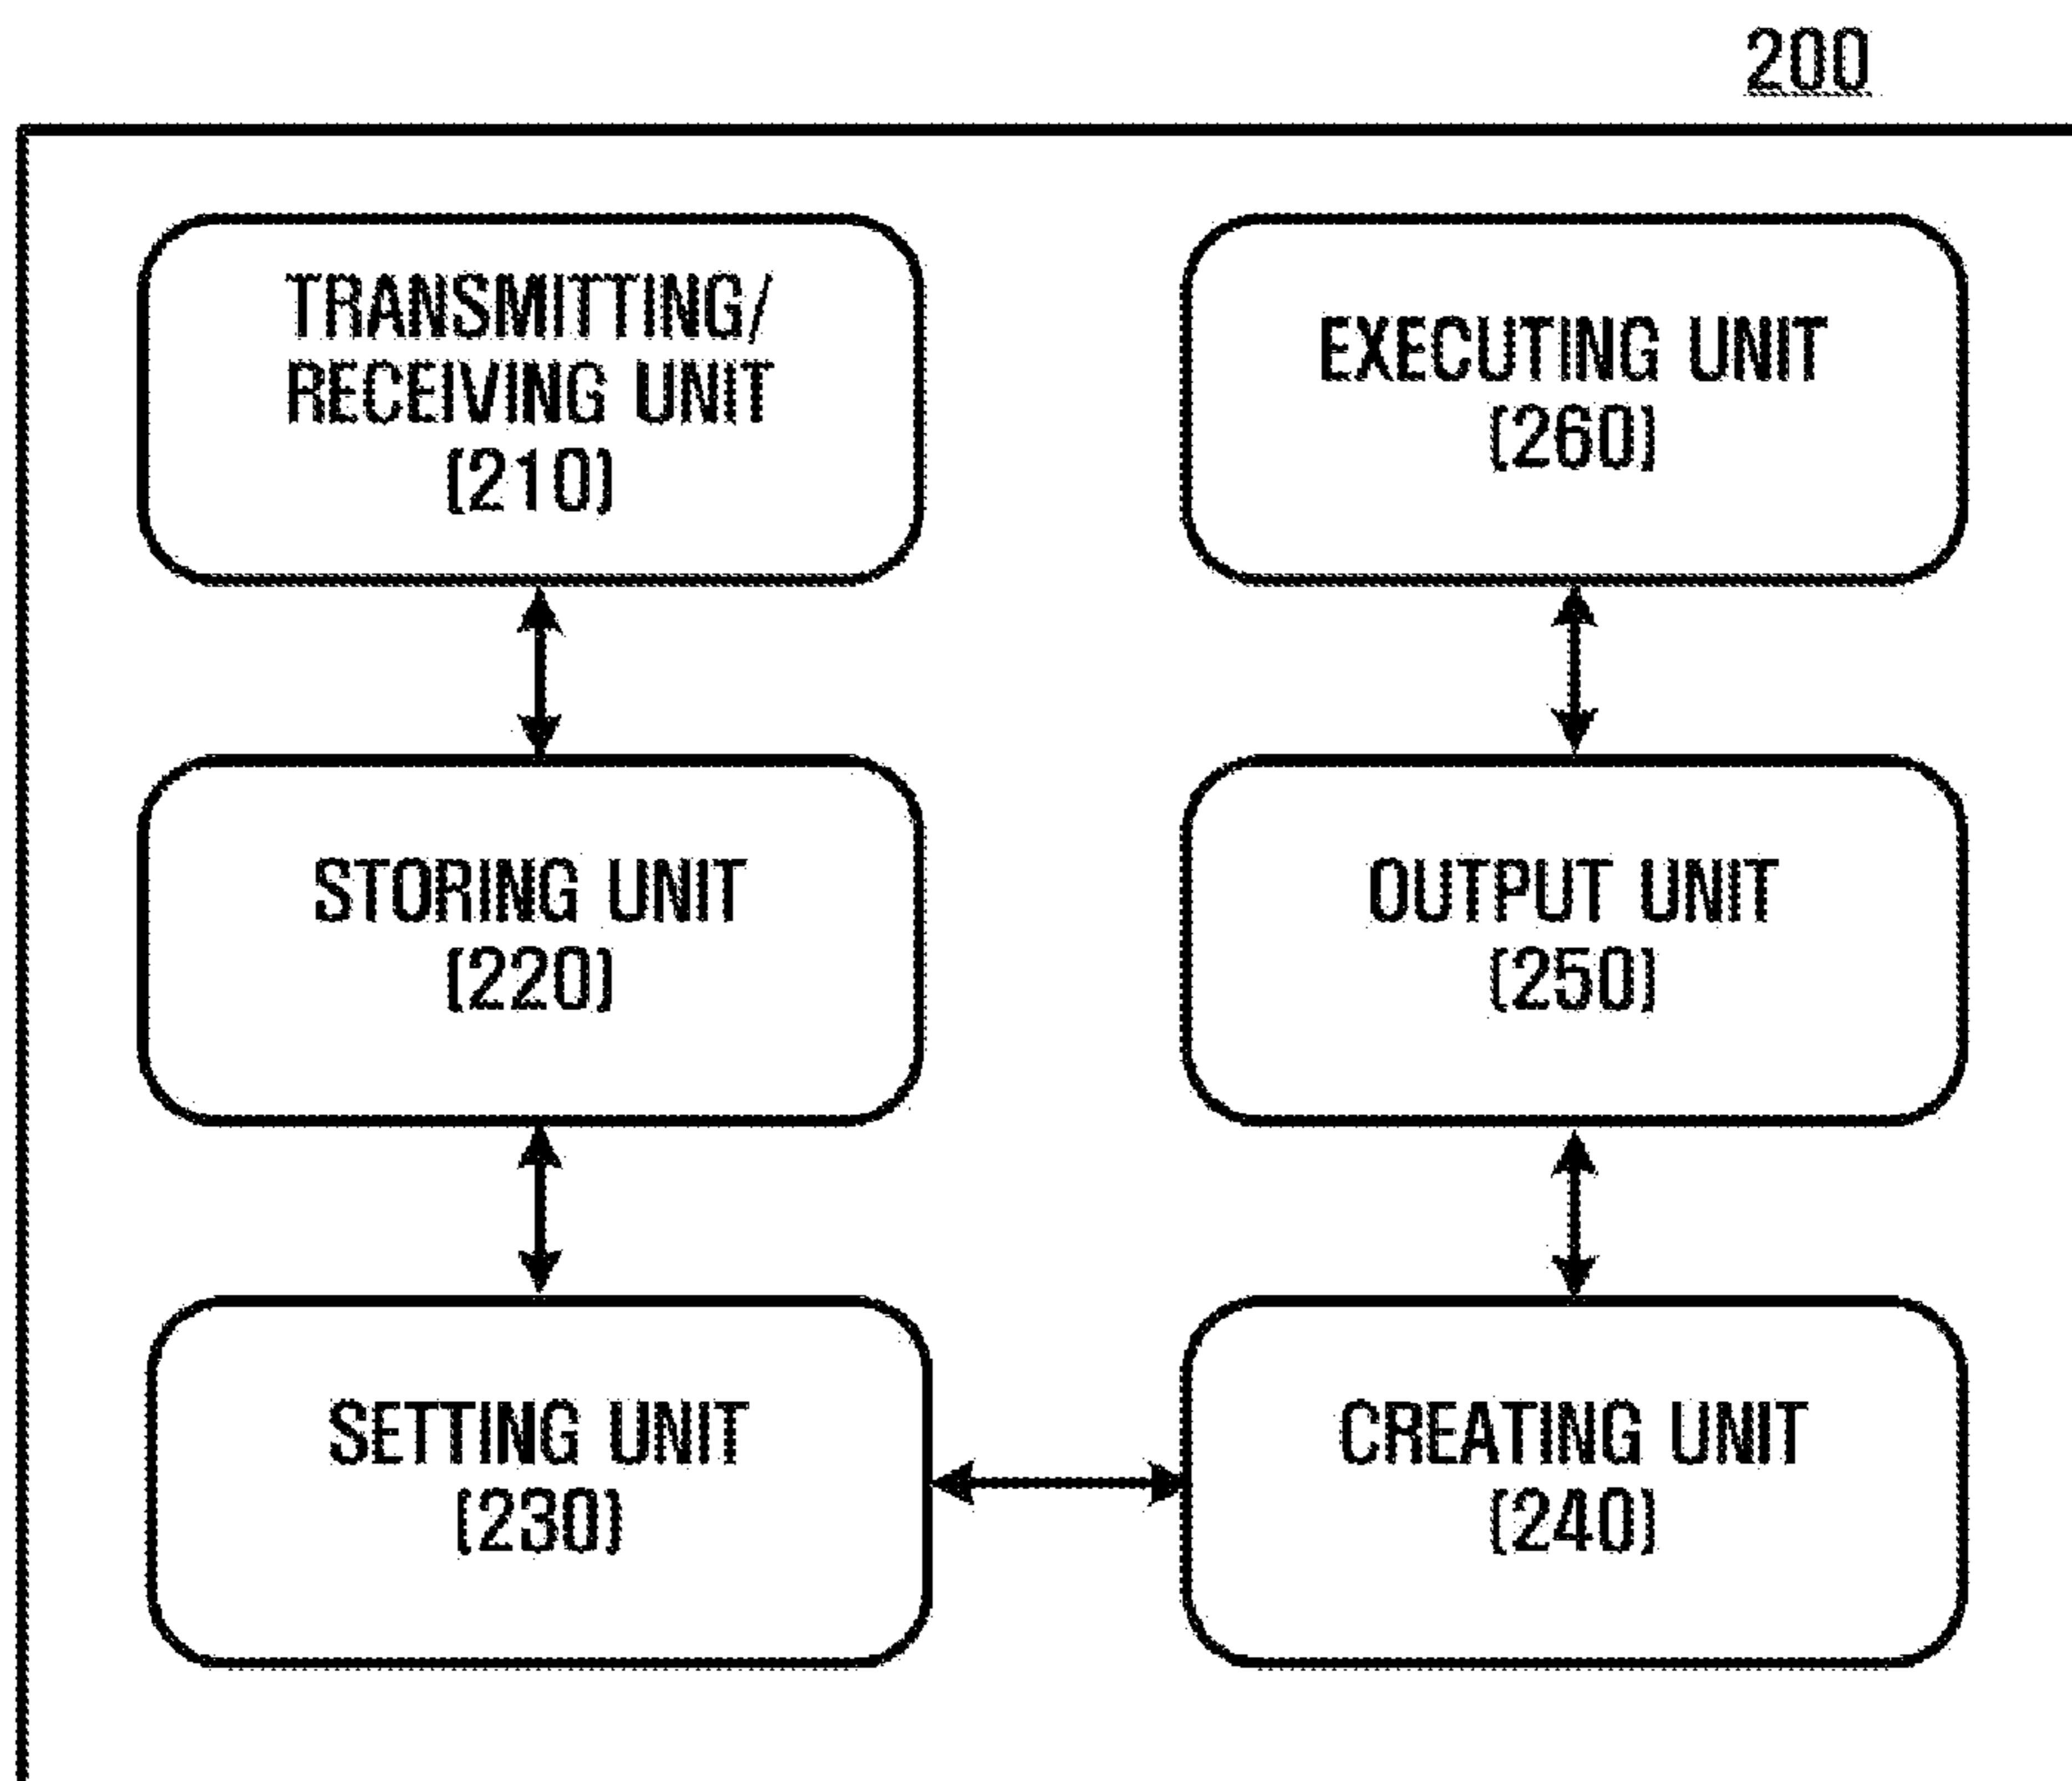 200
TRANSMITTING/
RECEIVING UNIT
(210)
EXECUTING UNIT
(260)
STORING UNIT
(220)
OUTPUT UNIT
(250)
SETTING UNIT
(230)
CREATING UNIT
(240)